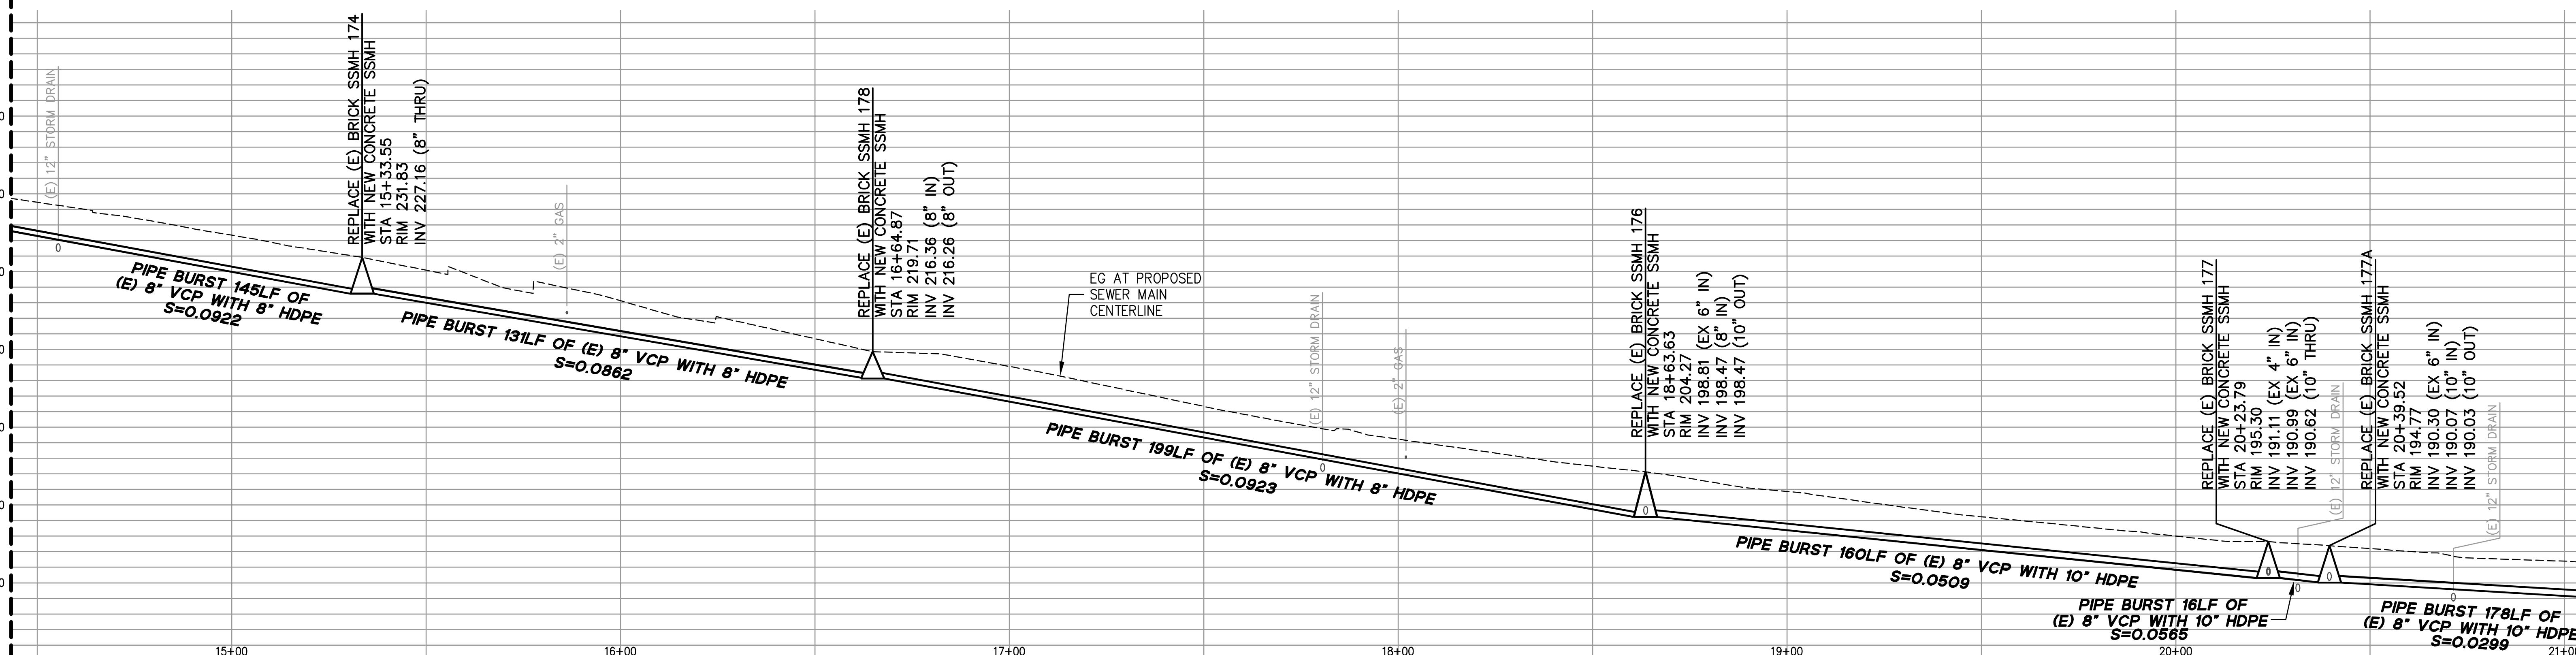 (E) 12" STORM DRAIN
REPLACE (E) BRICK SSMH 174
WITH NEW CONCRETE SSMH
STA 15+33.55
RIM 231.83
INV 227.16 (8" THRU)
PIPE BURST 145LF OF
(E) 8" VCP WITH 8" HDPE
S=0.0922
(E) 2" GAS
PIPE BURST 131LF OF (E) 8" VCP WITH 8" HDPE
S=0.0862
REPLACE (E) BRICK SSMH 178
WITH NEW CONCRETE SSMH
STA 16+64.87
RIM 219.71
INV 216.36 (8" IN)
INV 216.26 (8" OUT)
EG AT PROPOSED
SEWER MAIN
CENTERLINE
(E) 12" STORM DRAIN
(E) 2" GAS
PIPE BURST 199LF OF (E) 8" VCP WITH 8" HDPE
S=0.0923
REPLACE (E) BRICK SSMH 176
WITH NEW CONCRETE SSMH
STA 18+63.63
RIM 204.27
INV 198.81 (EX 6" IN)
INV 198.47 (8" IN)
INV 198.47 (10" OUT)
PIPE BURST 160LF OF (E) 8" VCP WITH 10" HDPE
S=0.0509
REPLACE (E) BRICK SSMH 177
WITH NEW CONCRETE SSMH
STA 20+23.79
RIM 195.30
INV 191.11 (EX 4" IN)
INV 190.99 (EX 6" IN)
INV 190.62 (10" THRU)
(E) 12" STORM DRAIN
REPLACE (E) BRICK SSMH 177A
WITH NEW CONCRETE SSMH
STA 20+39.52
RIM 194.77
INV 190.30 (EX 6" IN)
INV 190.07 (10" IN)
INV 190.03 (10" OUT)
(E) 12" STORM DRAIN
PIPE BURST 16LF OF
(E) 8" VCP WITH 10" HDPE
S=0.0565
PIPE BURST 178LF OF
(E) 8" VCP WITH 10" HDPE
S=0.0299
15+00
16+00
17+00
18+00
19+00
20+00